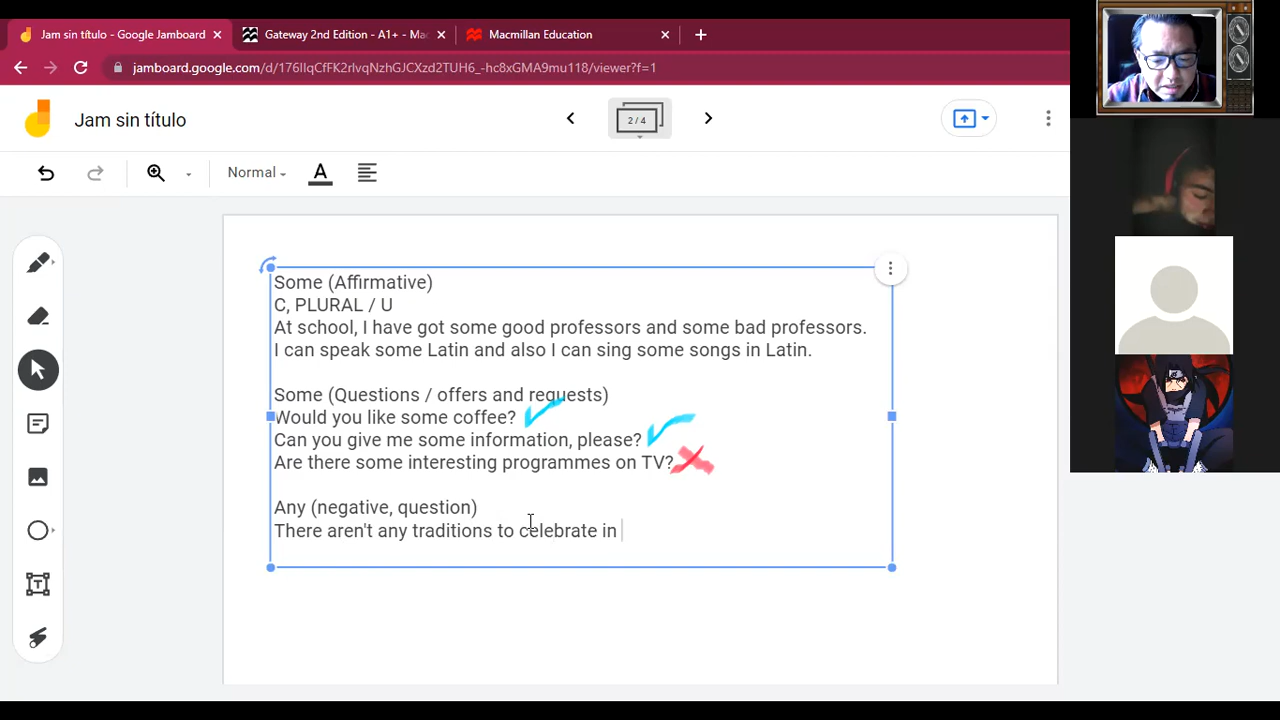 Jam sin título - Google Jamboard
Gateway 2nd Edition - A1+ - Mac
Macmillan Education
jamboard.google.com/d/176IIqCfFK2rlvqNzhGJCXzd2TUH6_-hc8xGMA9mu118/viewer?f=1
Jam sin título
2 / 4
Normal
A
Some (Affirmative)
C, PLURAL / U
At school, I have got some good professors and some bad professors.
I can speak some Latin and also I can sing some songs in Latin.
Some (Questions / offers and requests)
Would you like some coffee?
Can you give me some information, please?
Are there some interesting programmes on TV?
Any (negative, question)
There aren't any traditions to celebrate in